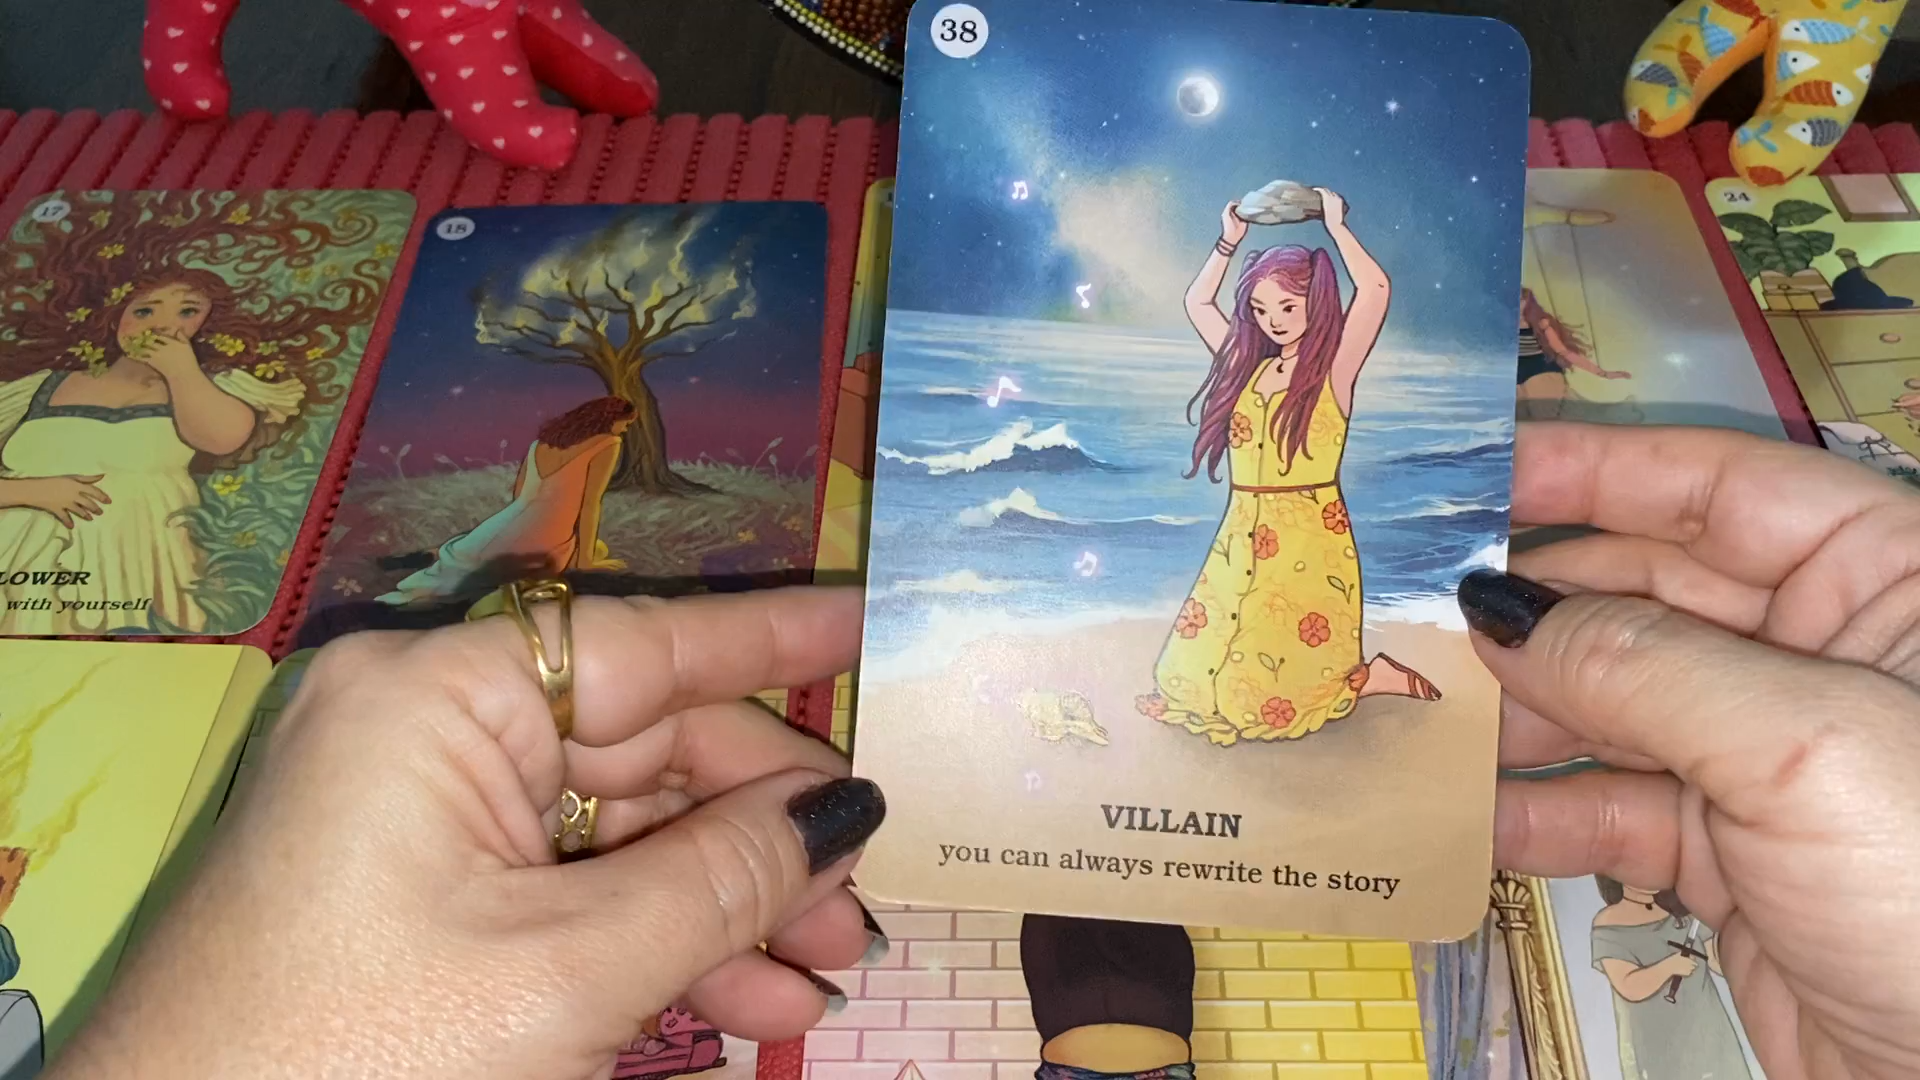 38
17
18
24
LOWER
with yourself
VILLAIN
you can always rewrite the story